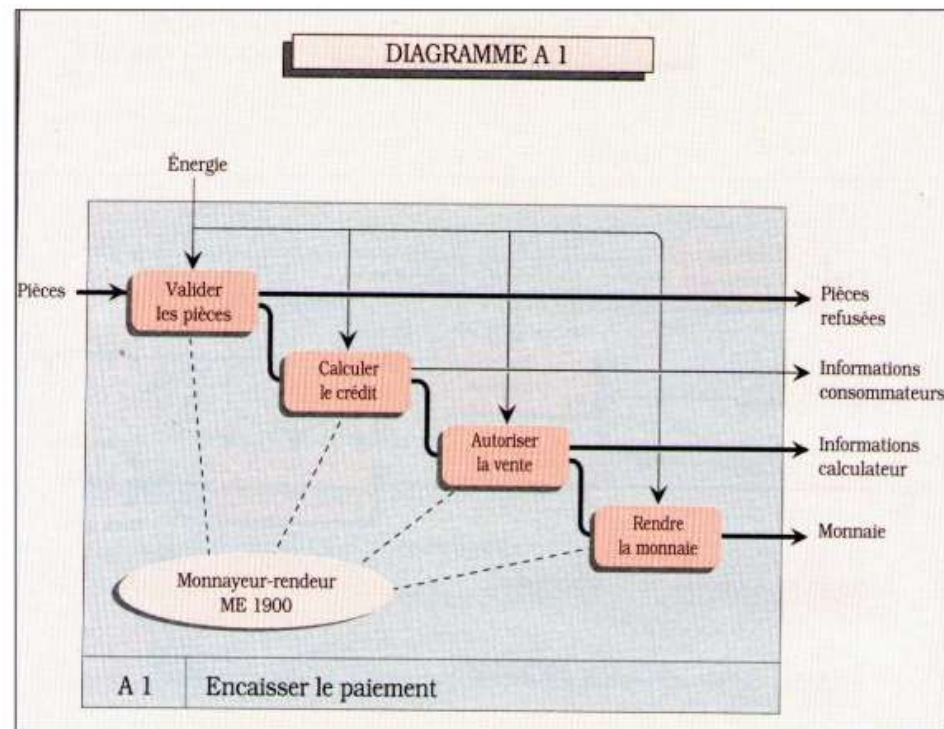 DIAGRAMME A 1
Énergie
Pièces
Valider
les pièces
Pièces
refusées
Calculer
le crédit
Informations
consommateurs
Autoriser
la vente
Informations
calculateur
Rendre
la monnaie
Monnaie
Monnayeur-rendeur
ME 1900
A 1
Encaisser le paiement